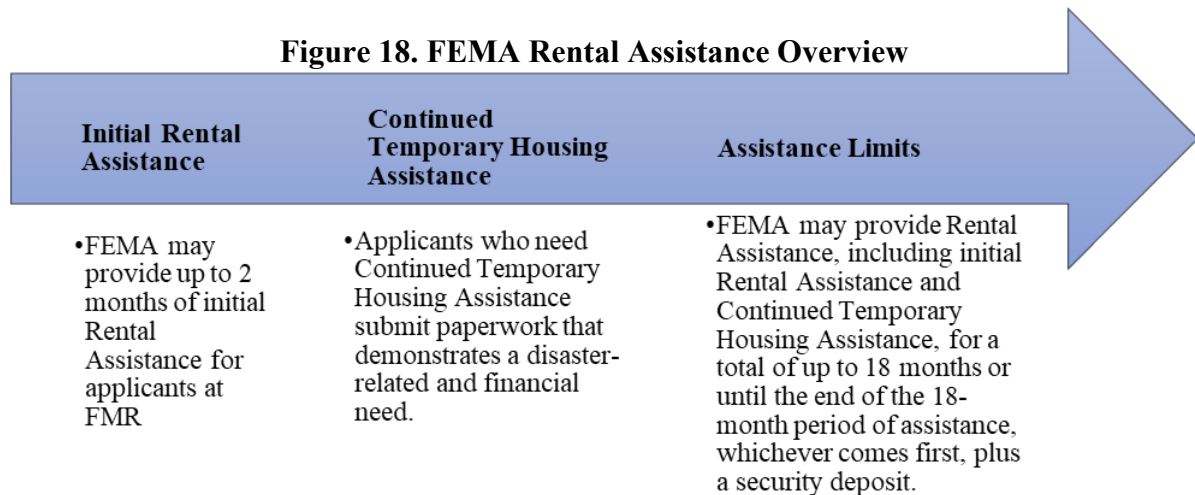 Figure 18. FEMA Rental Assistance Overview
Initial Rental
Assistance
Continued
Temporary Housing
Assistance
Assistance Limits
•FEMA may
provide up to 2
months of initial
Rental
Assistance for
applicants at
FMR
•Applicants who need
Continued Temporary
Housing Assistance
submit paperwork that
demonstrates a disaster-
related and financial
need.
•FEMA may provide Rental
Assistance, including initial
Rental Assistance and
Continued Temporary
Housing Assistance, for a
total of up to 18 months or
until the end of the 18-
month period of assistance,
whichever comes first, plus
a security deposit.